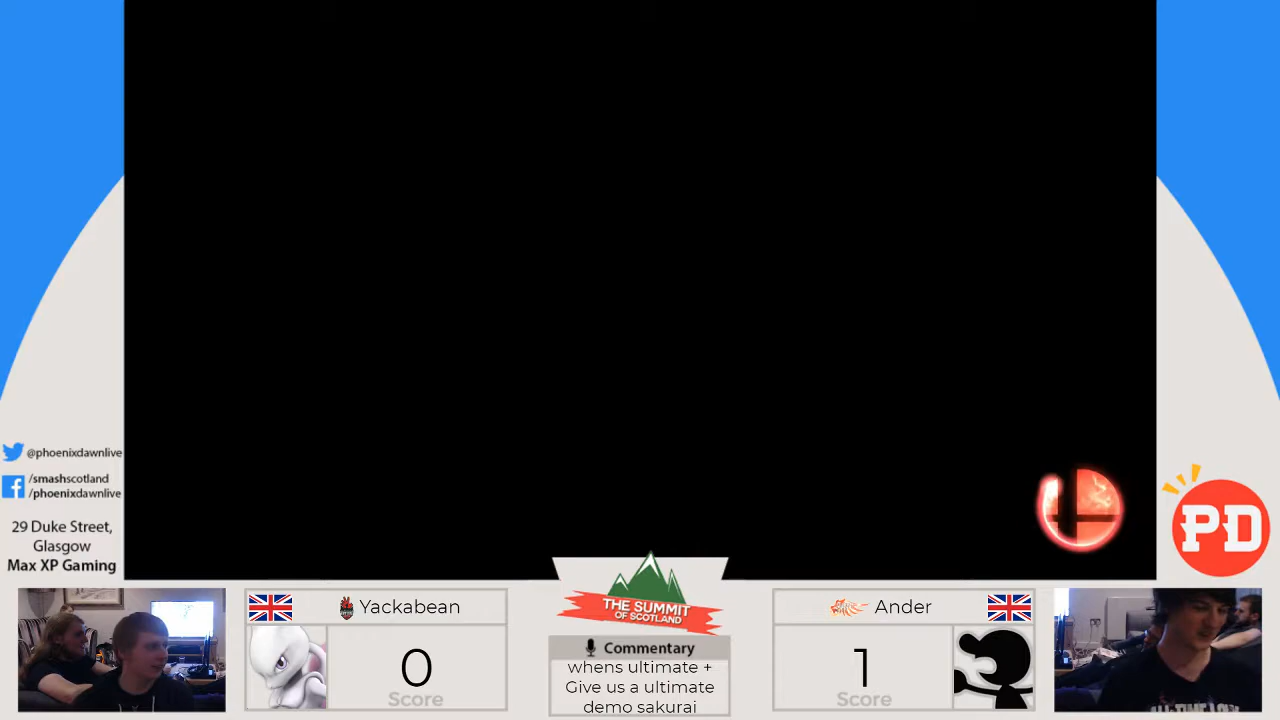 @phoenixdawnlive
/smashscotland
/phoenixdawnlive
29 Duke Street,
Glasgow
Max XP Gaming
PD
Yackabean
0
Score
THE SUMMIT
OF SCOTLAND
Commentary
whens ultimate +
Give us a ultimate
demo sakurai
Ander
1
Score